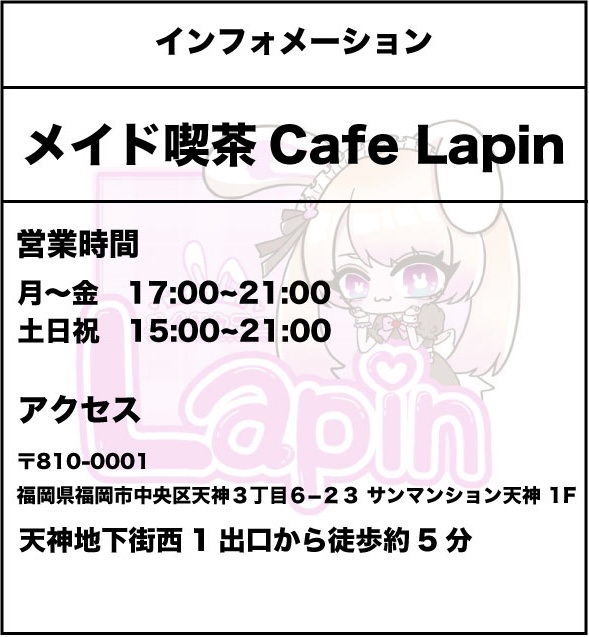 インフォメーション
メイド喫茶 Cafe Lapin
営業時間
月〜金 17:00~21:00
土日祝 15:00~21:00
Lapin
アクセス
〒810-0001
福岡県福岡市中央区天神３丁目６−２３ サンマンション天神 1F
天神地下街西 1 出口から徒歩約 5 分